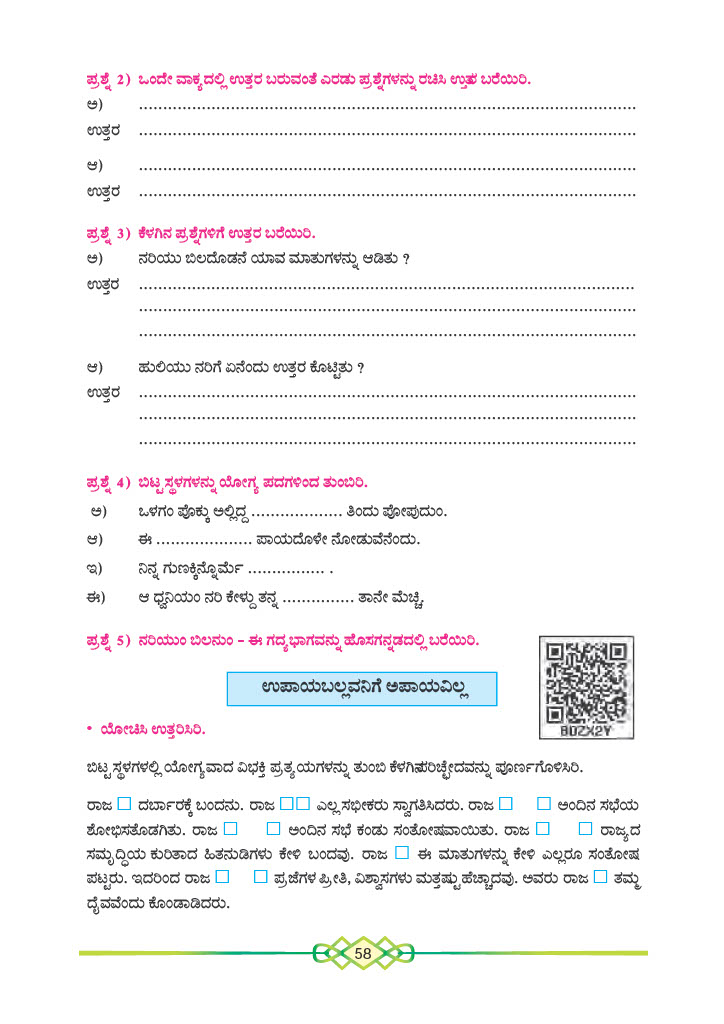 ಪ್ರಶ್ನೆ 2) ಒಂದೇ ವಾಕ್ಯದಲ್ಲಿ ಉತ್ತರ ಬರುವಂತೆ ಎರಡು ಪ್ರಶ್ನೆಗಳನ್ನು ರಚಿಸಿ ಉತ್ತರ ಬರೆಯಿರಿ.
ಅ) ....................................................................................................
ಉತ್ತರ ....................................................................................................
ಆ) ....................................................................................................
ಉತ್ತರ ....................................................................................................
ಪ್ರಶ್ನೆ 3) ಕೆಳಗಿನ ಪ್ರಶ್ನೆಗಳಿಗೆ ಉತ್ತರ ಬರೆಯಿರಿ.
ಅ) ನರಿಯು ಬಿಲದೊಡನೆ ಯಾವ ಮಾತುಗಳನ್ನು ಆಡಿತು ?
ಉತ್ತರ ....................................................................................................
....................................................................................................
....................................................................................................
ಆ) ಹುಲಿಯು ನರಿಗೆ ಏನೆಂದು ಉತ್ತರ ಕೊಟ್ಟಿತು ?
ಉತ್ತರ ....................................................................................................
....................................................................................................
....................................................................................................
ಪ್ರಶ್ನೆ 4) ಬಿಟ್ಟ ಸ್ಥಳಗಳನ್ನು ಯೋಗ್ಯ ಪದಗಳಿಂದ ತುಂಬಿರಿ.
ಅ) ಒಳಗಂ ಪೊಕ್ಕು ಅಲ್ಲಿದ್ದ ................... ತಿಂದು ಪೋಪುದುಂ.
ಆ) ಈ .................... ಪಾಯದೊಳೇ ನೋಡುವೆನೆಂದು.
ಇ) ನಿನ್ನ ಗುಣಕ್ಕಿನ್ನೊರ್ಮೆ ................ .
ಈ) ಆ ಧ್ವನಿಯಂ ನರಿ ಕೇಳ್ದು ತನ್ನ ............... ತಾನೇ ಮೆಚ್ಚಿ.
ಪ್ರಶ್ನೆ 5) ನರಿಯುಂ ಬಿಲನುಂ - ಈ ಗದ್ಯಭಾಗವನ್ನು ಹೊಸಗನ್ನಡದಲ್ಲಿ ಬರೆಯಿರಿ.
ಉಪಾಯಬಲ್ಲವನಿಗೆ ಅಪಾಯವಿಲ್ಲ
BDZX2Y
• ಯೋಚಿಸಿ ಉತ್ತರಿಸಿರಿ.
ಬಿಟ್ಟ ಸ್ಥಳಗಳಲ್ಲಿ ಯೋಗ್ಯವಾದ ವಿಭಕ್ತಿ ಪ್ರತ್ಯಯಗಳನ್ನು ತುಂಬಿ ಕೆಳಗಿನ ಪರಿಚ್ಛೇದವನ್ನು ಪೂರ್ಣಗೊಳಿಸಿರಿ.
ರಾಜ □ ದರ್ಬಾರಕ್ಕೆ ಬಂದನು. ರಾಜ □□ ಎಲ್ಲ ಸಭೀಕರು ಸ್ವಾಗತಿಸಿದರು. ರಾಜ □ □ ಅಂದಿನ ಸಭೆಯ
ಶೋಭಿಸತೊಡಗಿತು. ರಾಜ □ □ ಅಂದಿನ ಸಭೆ ಕಂಡು ಸಂತೋಷವಾಯಿತು. ರಾಜ □ □ ರಾಜ್ಯದ
ಸಮೃದ್ಧಿಯ ಕುರಿತಾದ ಹಿತನುಡಿಗಳು ಕೇಳಿ ಬಂದವು. ರಾಜ □ ಈ ಮಾತುಗಳನ್ನು ಕೇಳಿ ಎಲ್ಲರೂ ಸಂತೋಷ
ಪಟ್ಟರು. ಇದರಿಂದ ರಾಜ □ □ ಪ್ರಜೆಗಳ ಪ್ರೀತಿ, ವಿಶ್ವಾಸಗಳು ಮತ್ತಷ್ಟು ಹೆಚ್ಚಾದವು. ಅವರು ರಾಜ □ ತಮ್ಮ
ದೈವವೆಂದು ಕೊಂಡಾಡಿದರು.
58